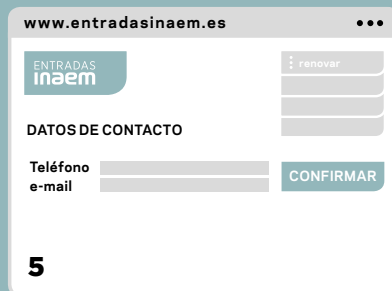 www.entradasinaem.es
ENTRADAS
inaem
renovar
DATOS DE CONTACTO
Teléfono
e-mail
CONFIRMAR
5